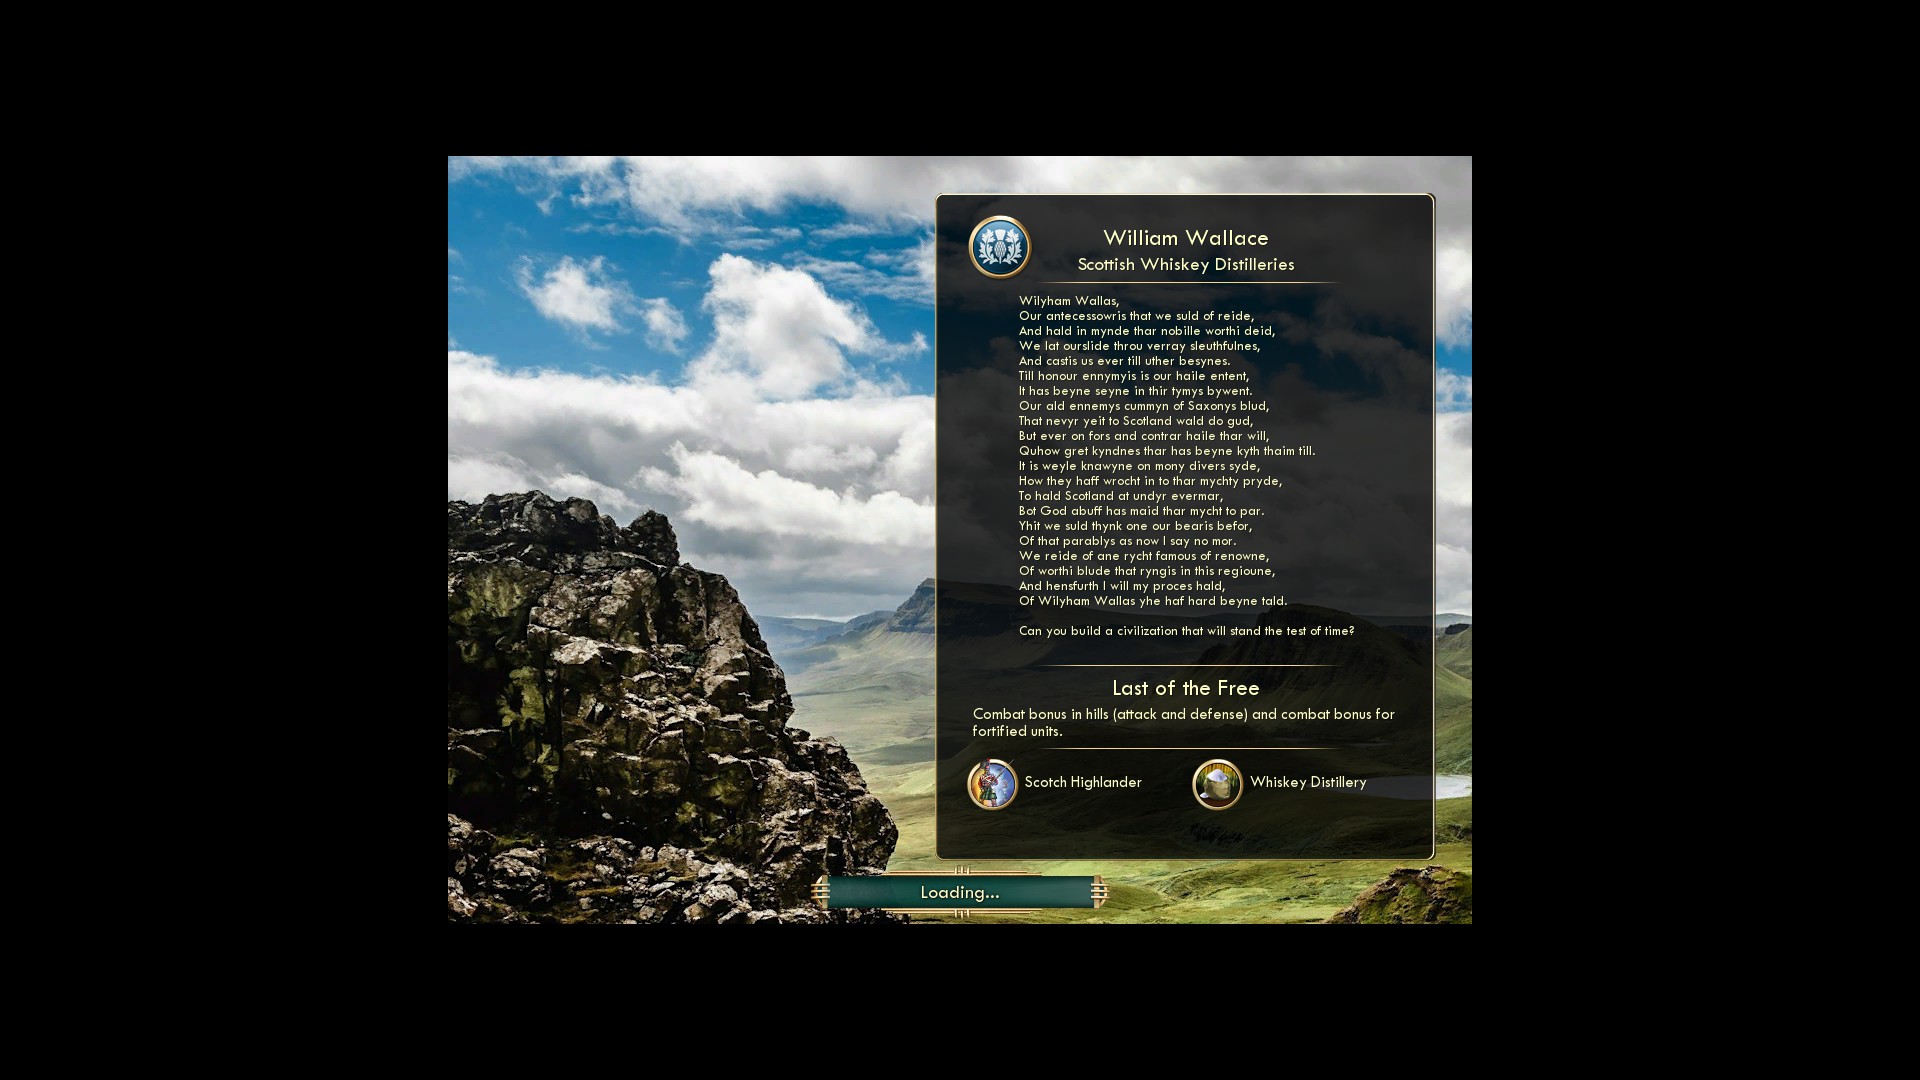 William Wallace
Scottish Whiskey Distilleries
Wilyham Wallas,
Our antecessowris that we suld of reide,
And hald in mynde thar nobille worthi deid,
We lat ourslide throu verray sleuthfulnes,
And castis us ever till uther besynes.
Till honour ennymyis is our haile entent,
It has beyne seyne in thir tymys bywent.
Our ald ennemys cummyn of Saxonys blud,
That nevyr yeit to Scotland wald do gud,
But ever on fors and contrar haile thar will,
Quhow gret kyndnes thar has beyne kyth thaim till.
It is weyle knawyne on mony divers syde,
How they haff wrocht in to thar mychty pryde,
To hald Scotland at undyr evermar,
Bot God abuff has maid thar mycht to par.
Yhit we suld thynk one our bearis befor,
Of that parablys as now I say no mor.
We reide of ane rycht famous of renowne,
Of worthi blude that ryngis in this regioune,
And hensfurth I will my proces hald,
Of Wilyham Wallas yhe haf hard beyne tald.
Can you build a civilization that will stand the test of time?
Last of the Free
Combat bonus in hills (attack and defense) and combat bonus for
fortified units.
Scotch Highlander
Whiskey Distillery
Loading...